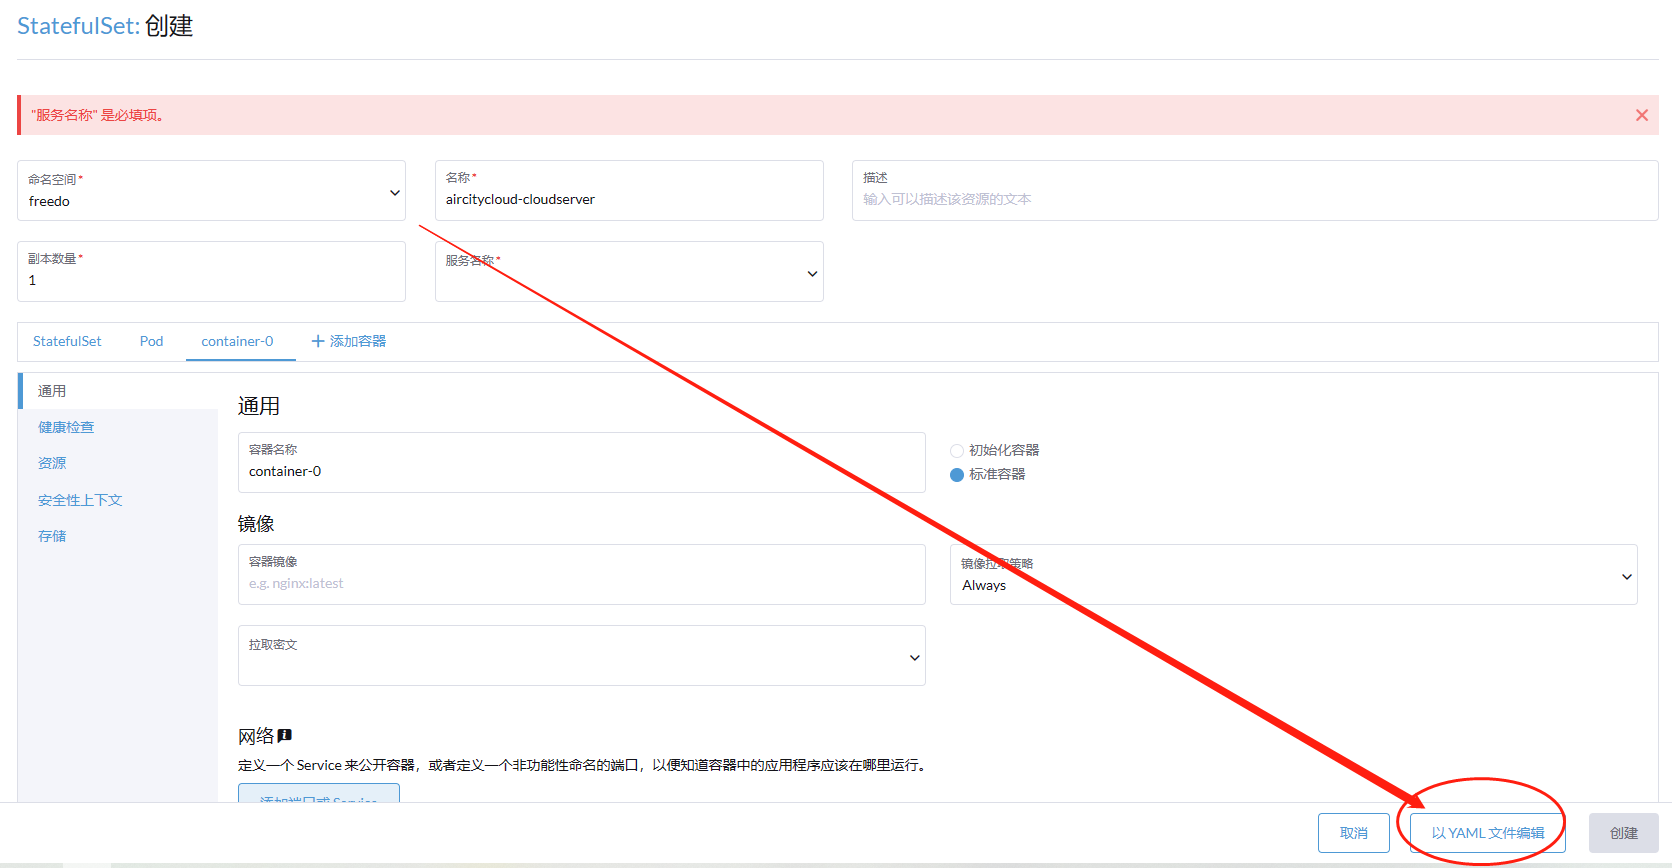 StatefulSet: 创建
"服务名称" 是必填项。
命名空间*
freedo
名称*
aircitycloud-cloudserver
描述
输入可以描述该资源的文本
副本数量*
1
服务名称*
StatefulSet
Pod
container-0
添加容器
通用
健康检查
资源
安全性上下文
存储
通用
容器名称
container-0
初始化容器
标准容器
镜像
容器镜像
e.g. nginx:latest
镜像拉取策略
Always
拉取密文
网络
定义一个 Service 来公开容器，或者定义一个非功能性命名的端口，以便知道容器中的应用程序应该在哪里运行。
添加端口或 Service
取消
以 YAML 文件编辑
创建